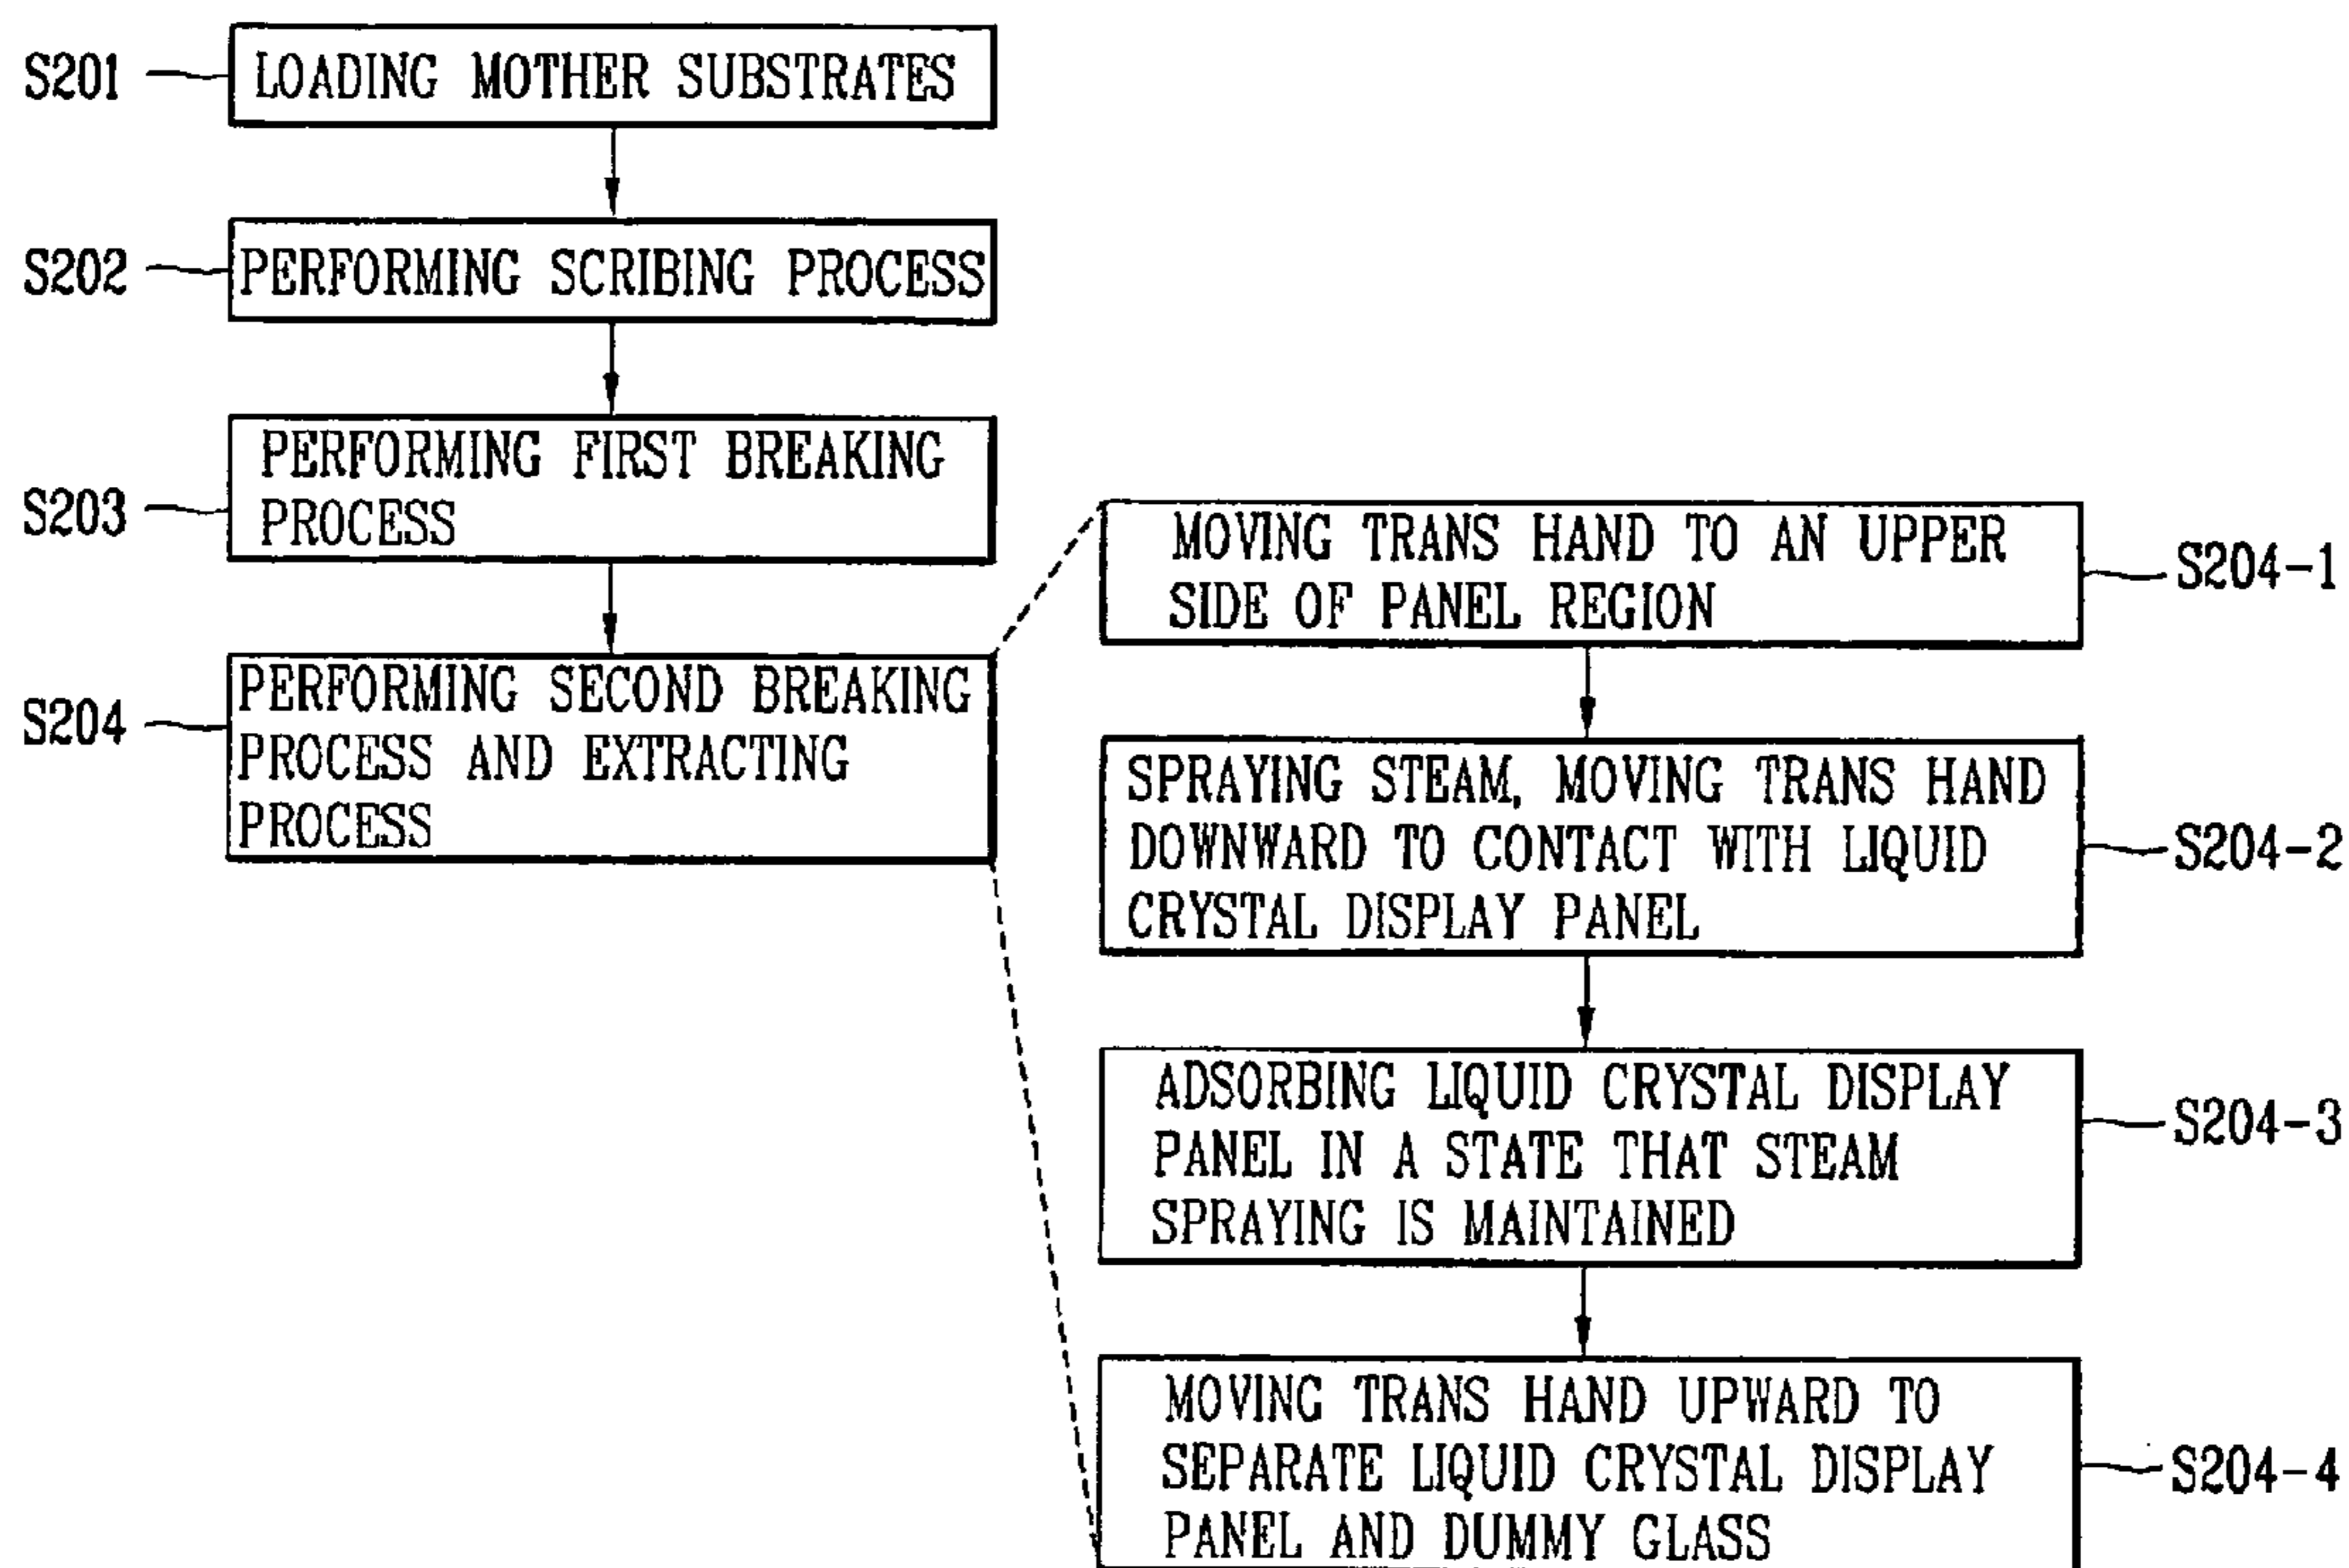 S201
LOADING MOTHER SUBSTRATES
S202
PERFORMING SCRIBING PROCESS
S203
PERFORMING FIRST BREAKING
PROCESS
S204
PERFORMING SECOND BREAKING
PROCESS AND EXTRACTING
PROCESS
MOVING TRANS HAND TO AN UPPER
SIDE OF PANEL REGION
S204-1
SPRAYING STEAM, MOVING TRANS HAND
DOWNWARD TO CONTACT WITH LIQUID
CRYSTAL DISPLAY PANEL
S204-2
ADSORBING LIQUID CRYSTAL DISPLAY
PANEL IN A STATE THAT STEAM
SPRAYING IS MAINTAINED
S204-3
MOVING TRANS HAND UPWARD TO
SEPARATE LIQUID CRYSTAL DISPLAY
PANEL AND DUMMY GLASS
S204-4